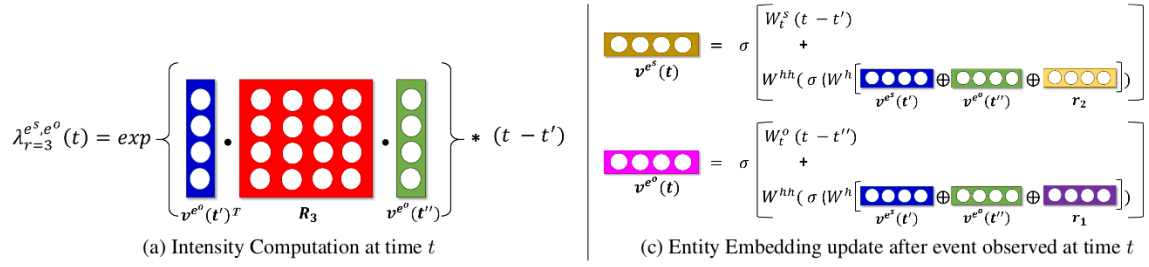 λ_{r=3}^{e^s,e^o}(t) = exp { • • } * (t − t′)
v^{e^o}(t′)^T R_3 v^{e^o}(t″)
(a) Intensity Computation at time t
W_t^s (t − t′)
+
v^{e^s}(t) = σ W^{hh}( σ (W^h [ ⊕ ⊕ ])
v^{e^s}(t′) v^{e^o}(t″) r_2
W_t^o (t − t″)
+
v^{e^o}(t) = σ W^{hh}( σ (W^h [ ⊕ ⊕ ])
v^{e^s}(t′) v^{e^o}(t″) r_1
(c) Entity Embedding update after event observed at time t